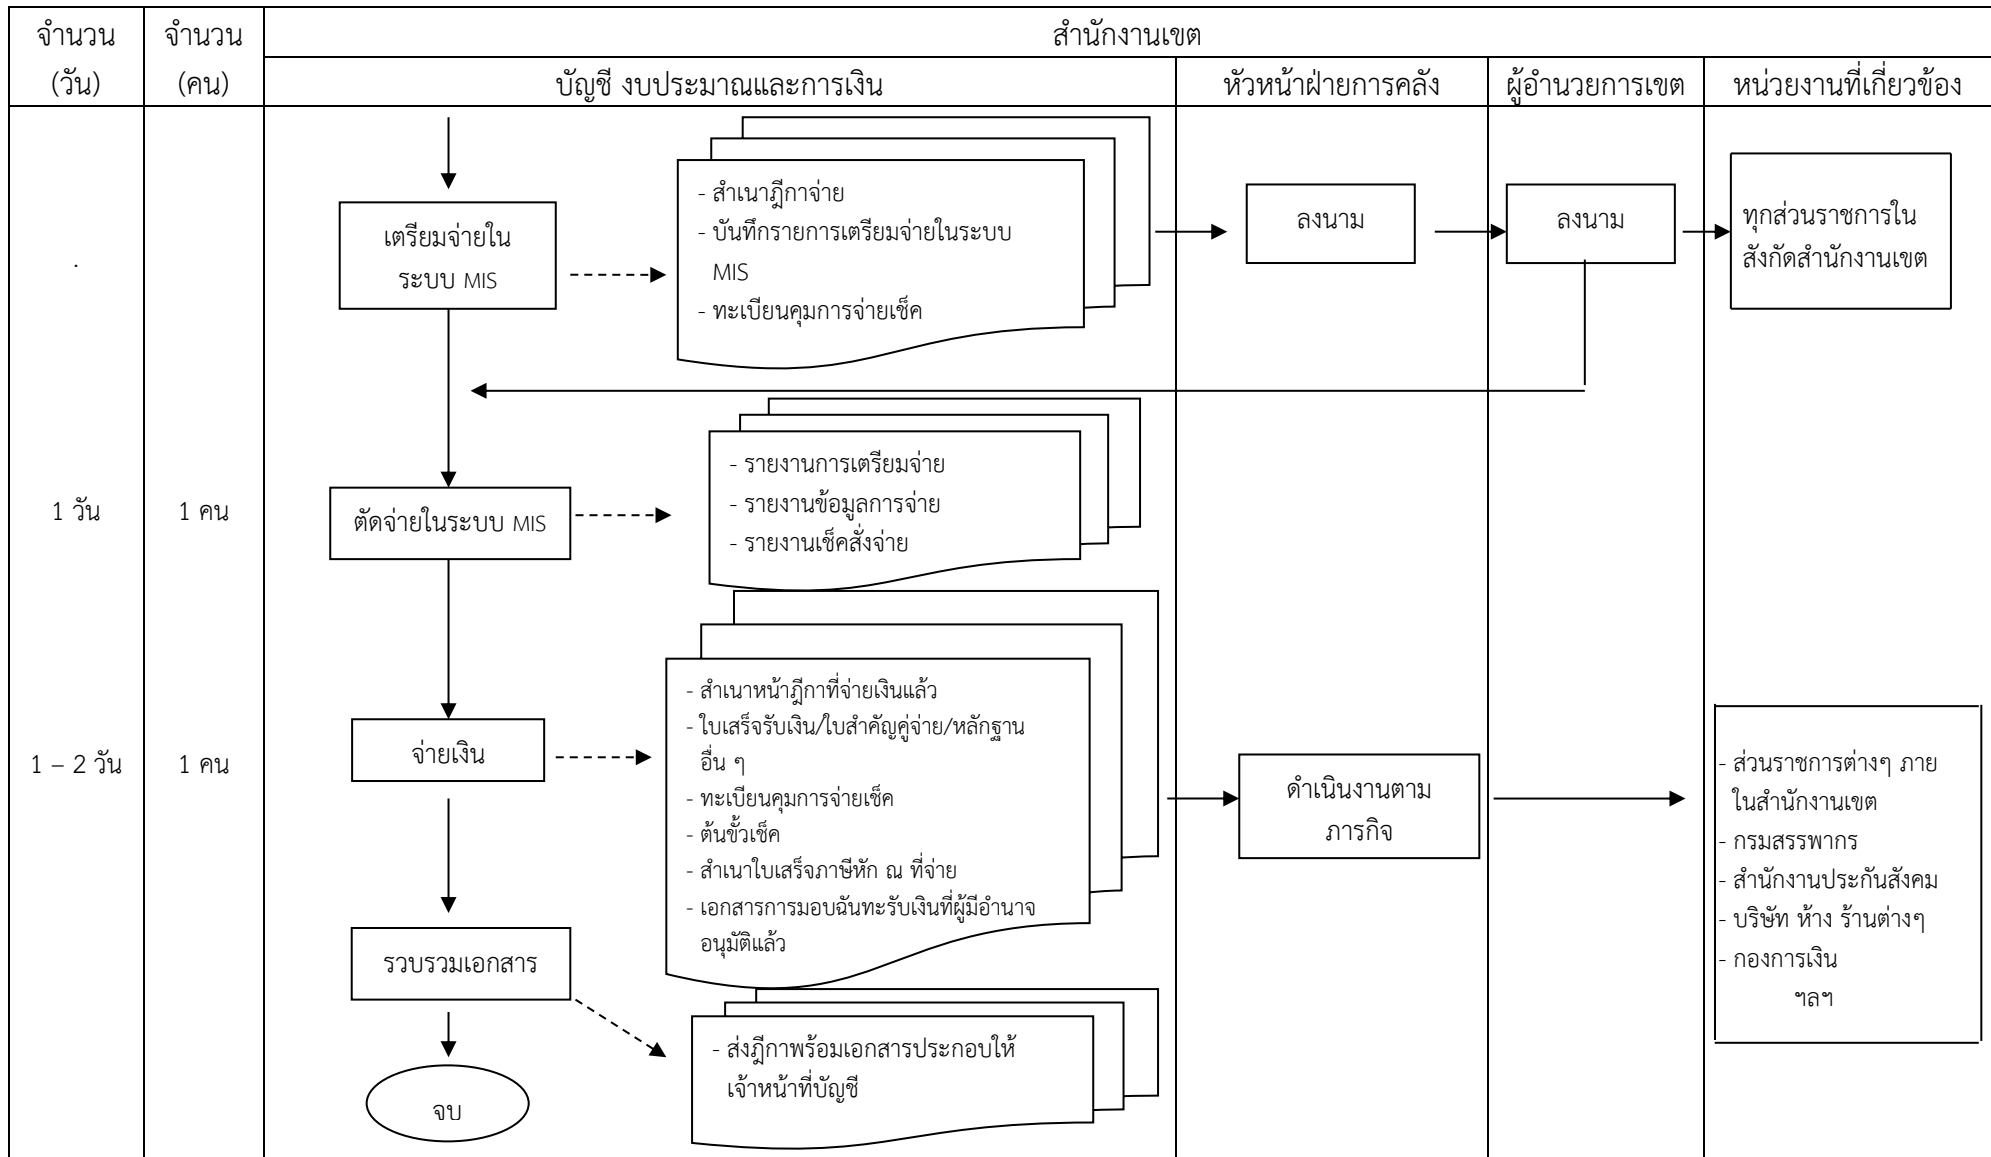 จำนวน
(วัน)
จำนวน
(คน)
สำนักงานเขต
บัญชี งบประมาณและการเงิน
หัวหน้าฝ่ายการคลัง
ผู้อำนวยการเขต
หน่วยงานที่เกี่ยวข้อง
.
เตรียมจ่ายใน
ระบบ MIS
- สำเนาฎีกาจ่าย
- บันทึกรายการเตรียมจ่ายในระบบ
MIS
- ทะเบียนคุมการจ่ายเช็ค
ลงนาม
ลงนาม
ทุกส่วนราชการใน
สังกัดสำนักงานเขต
1 วัน
1 คน
ตัดจ่ายในระบบ MIS
- รายงานการเตรียมจ่าย
- รายงานข้อมูลการจ่าย
- รายงานเช็คสั่งจ่าย
1 – 2 วัน
1 คน
จ่ายเงิน
- สำเนาหน้าฎีกาที่จ่ายเงินแล้ว
- ใบเสร็จรับเงิน/ใบสำคัญคู่จ่าย/หลักฐาน
อื่น ๆ
- ทะเบียนคุมการจ่ายเช็ค
- ต้นขั้วเช็ค
- สำเนาใบเสร็จภาษีหัก ณ ที่จ่าย
- เอกสารการมอบฉันทะรับเงินที่ผู้มีอำนาจ
อนุมัติแล้ว
ดำเนินงานตาม
ภารกิจ
- ส่วนราชการต่างๆ ภาย
ในสำนักงานเขต
- กรมสรรพากร
- สำนักงานประกันสังคม
- บริษัท ห้าง ร้านต่างๆ
- กองการเงิน
ฯลฯ
รวบรวมเอกสาร
- ส่งฎีกาพร้อมเอกสารประกอบให้
เจ้าหน้าที่บัญชี
จบ